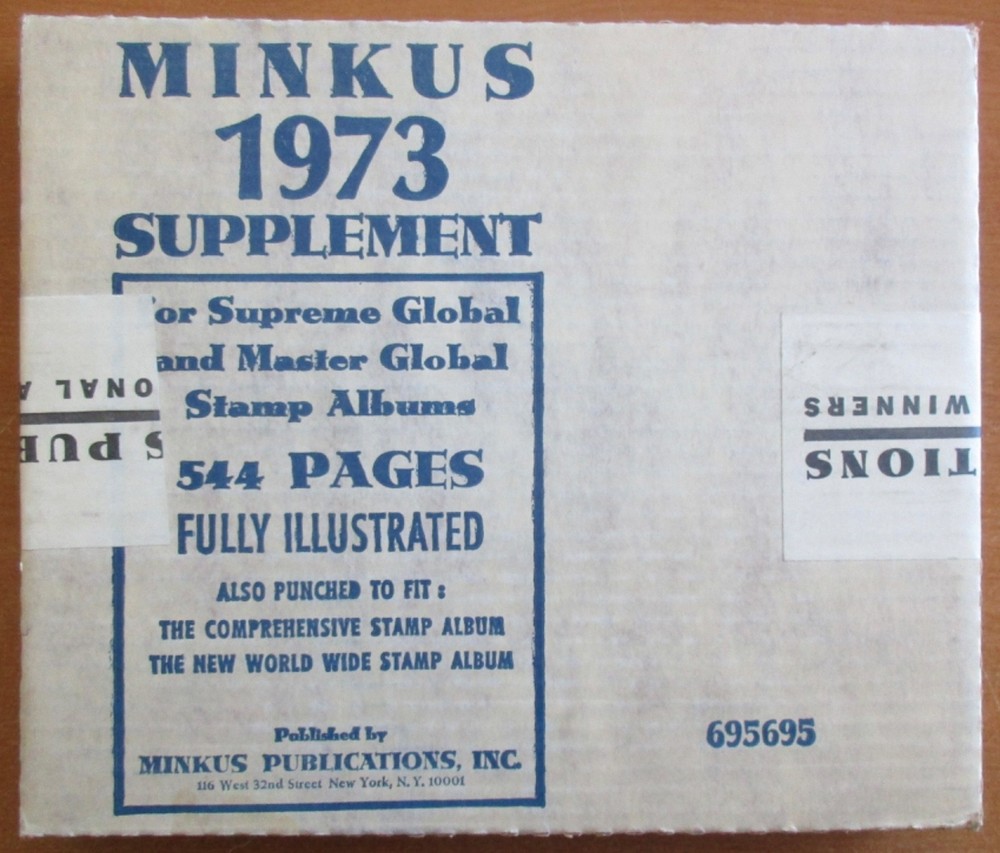 MINKUS
1973
SUPPLEMENT
or Supreme Global
and Master Global
Stamp Albums
544 PAGES
FULLY ILLUSTRATED
ALSO PUNCHED TO FIT :
THE COMPREHENSIVE STAMP ALBUM
THE NEW WORLD WIDE STAMP ALBUM
Published by
MINKUS PUBLICATIONS, INC.
116 West 32nd Street New York, N. Y. 10001
695695
S PUB
ONAL A
TIONS
WINNERS